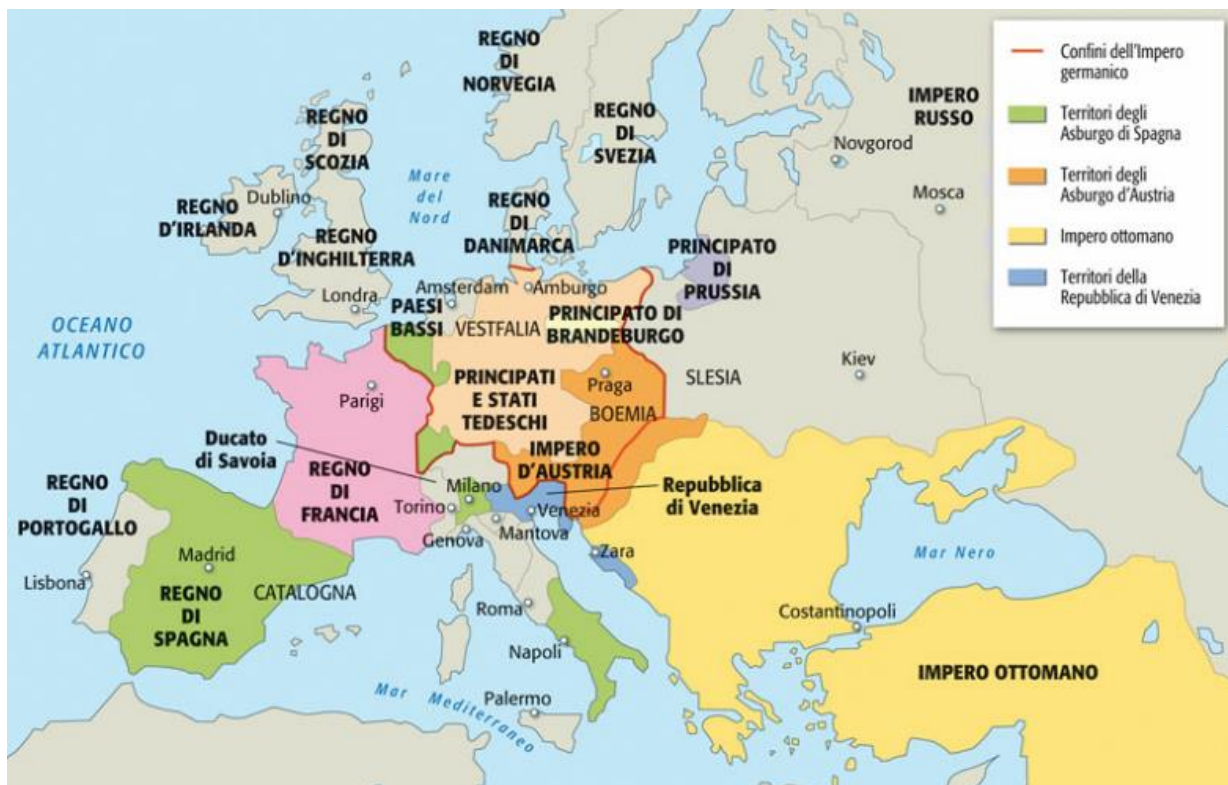 REGNO
DI
NORVEGIA
REGNO
DI
SCOZIA
REGNO
DI
SVEZIA
IMPERO
RUSSO
Novgorod
Mosca
Mare
del
Nord
Dublino
REGNO
D'IRLANDA
REGNO
D'INGHILTERRA
Londra
REGNO
DI
DANIMARCA
PRINCIPATO
DI
PRUSSIA
Amsterdam
Amburgo
PAESI
BASSI
VESTFALIA
PRINCIPATO DI
BRANDEBURGO
OCEANO
ATLANTICO
Parigi
PRINCIPATI
E STATI
TEDESCHI
Praga
BOEMIA
SLESIA
Kiev
Ducato
di Savoia
IMPERO
D'AUSTRIA
REGNO
DI
FRANCIA
Milano
Torino
Genova
Mantova
Venezia
Repubblica
di Venezia
Zara
REGNO
DI
PORTOGALLO
Lisbona
Madrid
REGNO
DI
SPAGNA
CATALOGNA
Roma
Napoli
Palermo
Mar Mediterraneo
Mar Nero
Costantinopoli
IMPERO OTTOMANO
Confini dell'Impero
germanico
Territori degli
Asburgo di Spagna
Territori degli
Asburgo d'Austria
Impero ottomano
Territori della
Repubblica di Venezia